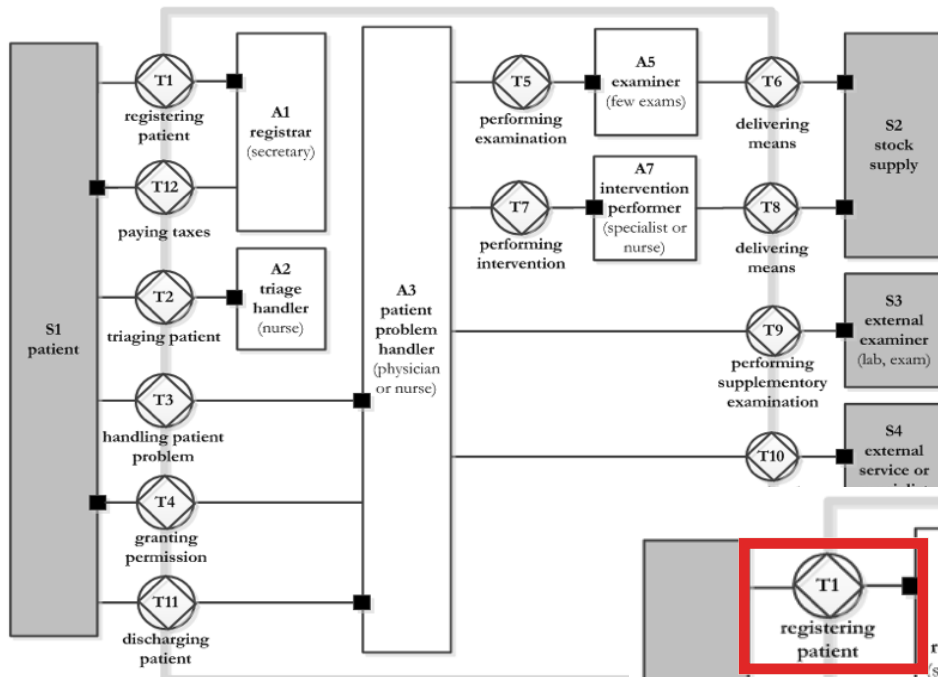 S1
patient
T1
registering
patient
T12
paying taxes
T2
triaging patient
T3
handling patient
problem
T4
granting
permission
T11
discharging
patient
A1
registrar
(secretary)
A2
triage
handler
(nurse)
A3
patient
problem
handler
(physician
or nurse)
T5
performing
examination
T7
performing
intervention
A5
examiner
(few exams)
A7
intervention
performer
(specialist or
nurse)
T6
delivering
means
T8
delivering
means
T9
performing
supplementary
examination
T10
S2
stock
supply
S3
external
examiner
(lab, exam)
S4
external
service or
T1
registering
patient
r
(s